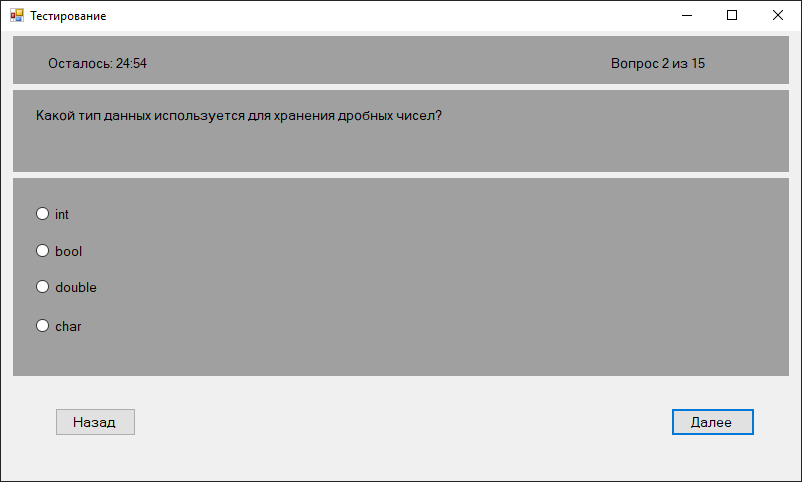 Тестирование
Осталось: 24:54
Вопрос 2 из 15
Какой тип данных используется для хранения дробных чисел?
int
bool
double
char
Назад
Далее